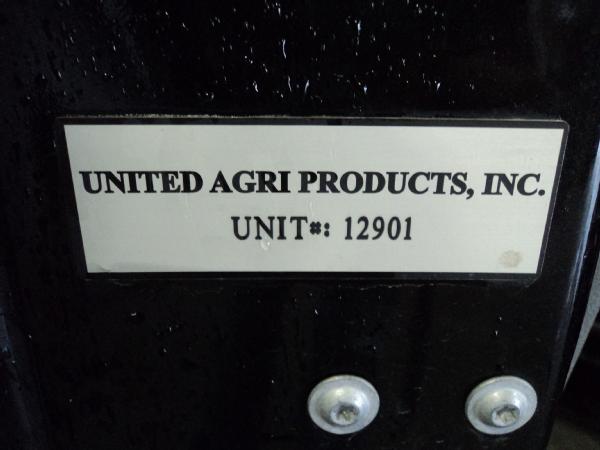 UNITED AGRI PRODUCTS, INC.
UNIT#: 12901